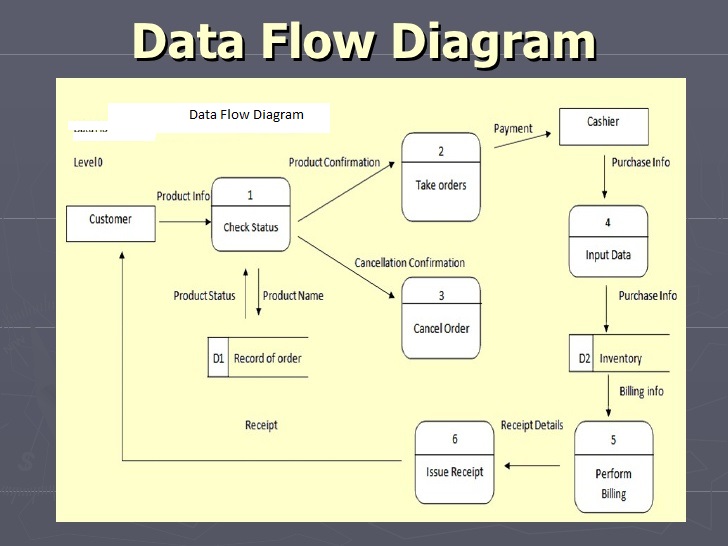 Data Flow Diagram
Data Flow Diagram
Level0
Customer
Product Info
1
Check Status
Product Confirmation
2
Take orders
Payment
Cashier
Purchase Info
4
Input Data
Cancellation Confirmation
3
Cancel Order
Product Status
Product Name
D1
Record of order
Purchase Info
D2
Inventory
Billing info
Receipt
6
Issue Receipt
Receipt Details
5
Perform
Billing